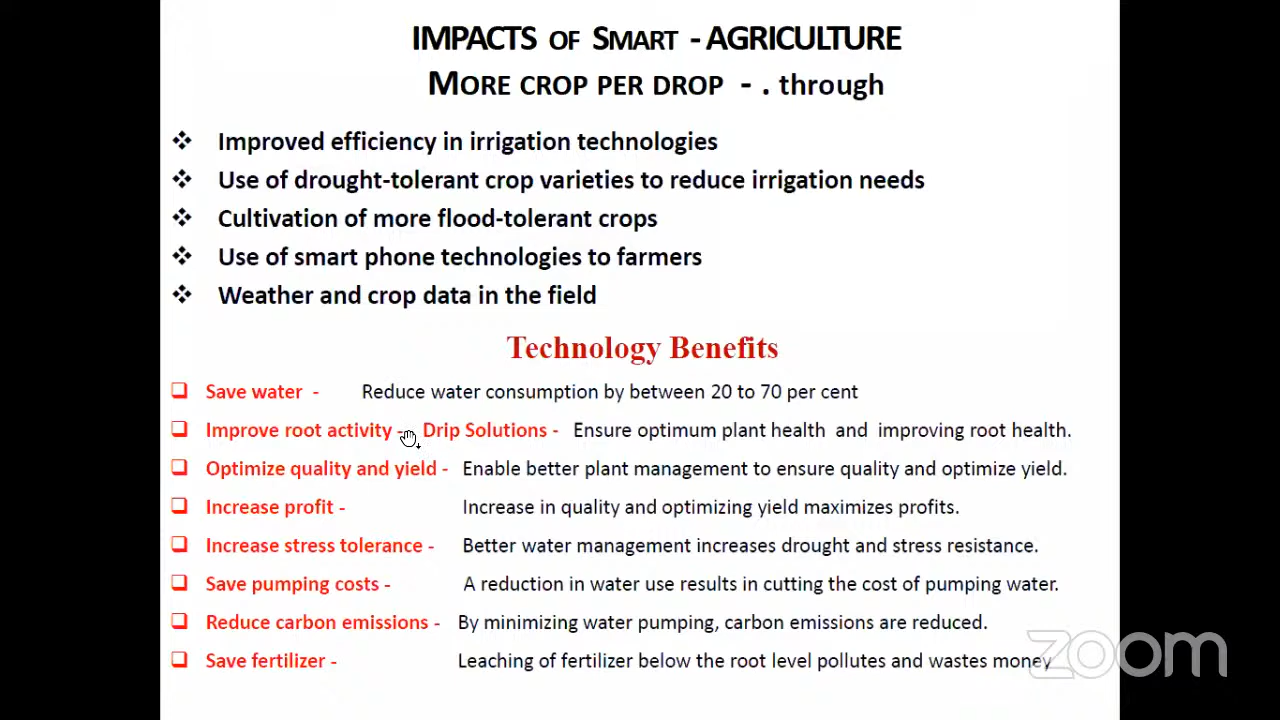 IMPACTS OF SMART - AGRICULTURE
MORE CROP PER DROP - . through
❖ Improved efficiency in irrigation technologies
❖ Use of drought-tolerant crop varieties to reduce irrigation needs
❖ Cultivation of more flood-tolerant crops
❖ Use of smart phone technologies to farmers
❖ Weather and crop data in the field
Technology Benefits
❑ Save water - Reduce water consumption by between 20 to 70 per cent
❑ Improve root activity - Drip Solutions - Ensure optimum plant health and improving root health.
❑ Optimize quality and yield - Enable better plant management to ensure quality and optimize yield.
❑ Increase profit - Increase in quality and optimizing yield maximizes profits.
❑ Increase stress tolerance - Better water management increases drought and stress resistance.
❑ Save pumping costs - A reduction in water use results in cutting the cost of pumping water.
❑ Reduce carbon emissions - By minimizing water pumping, carbon emissions are reduced.
❑ Save fertilizer - Leaching of fertilizer below the root level pollutes and wastes money
zoom